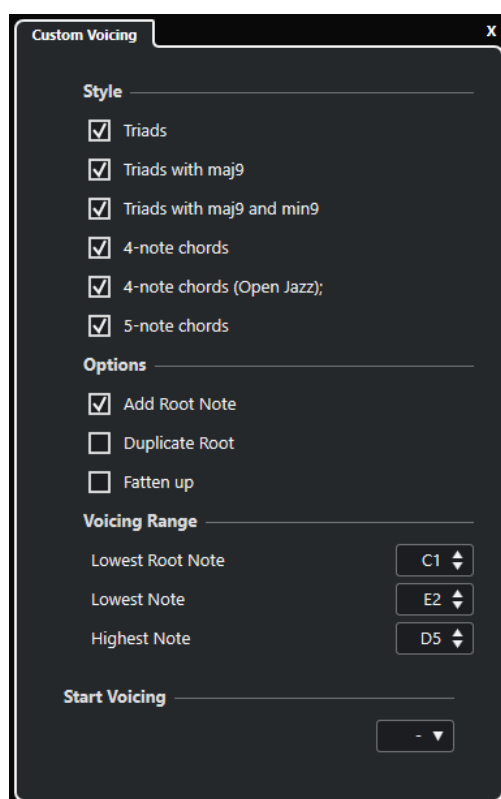 Custom Voicing X
Style
Triads
Triads with maj9
Triads with maj9 and min9
4-note chords
4-note chords (Open Jazz);
5-note chords
Options
Add Root Note
Duplicate Root
Fatten up
Voicing Range
Lowest Root Note C1
Lowest Note E2
Highest Note D5
Start Voicing
-